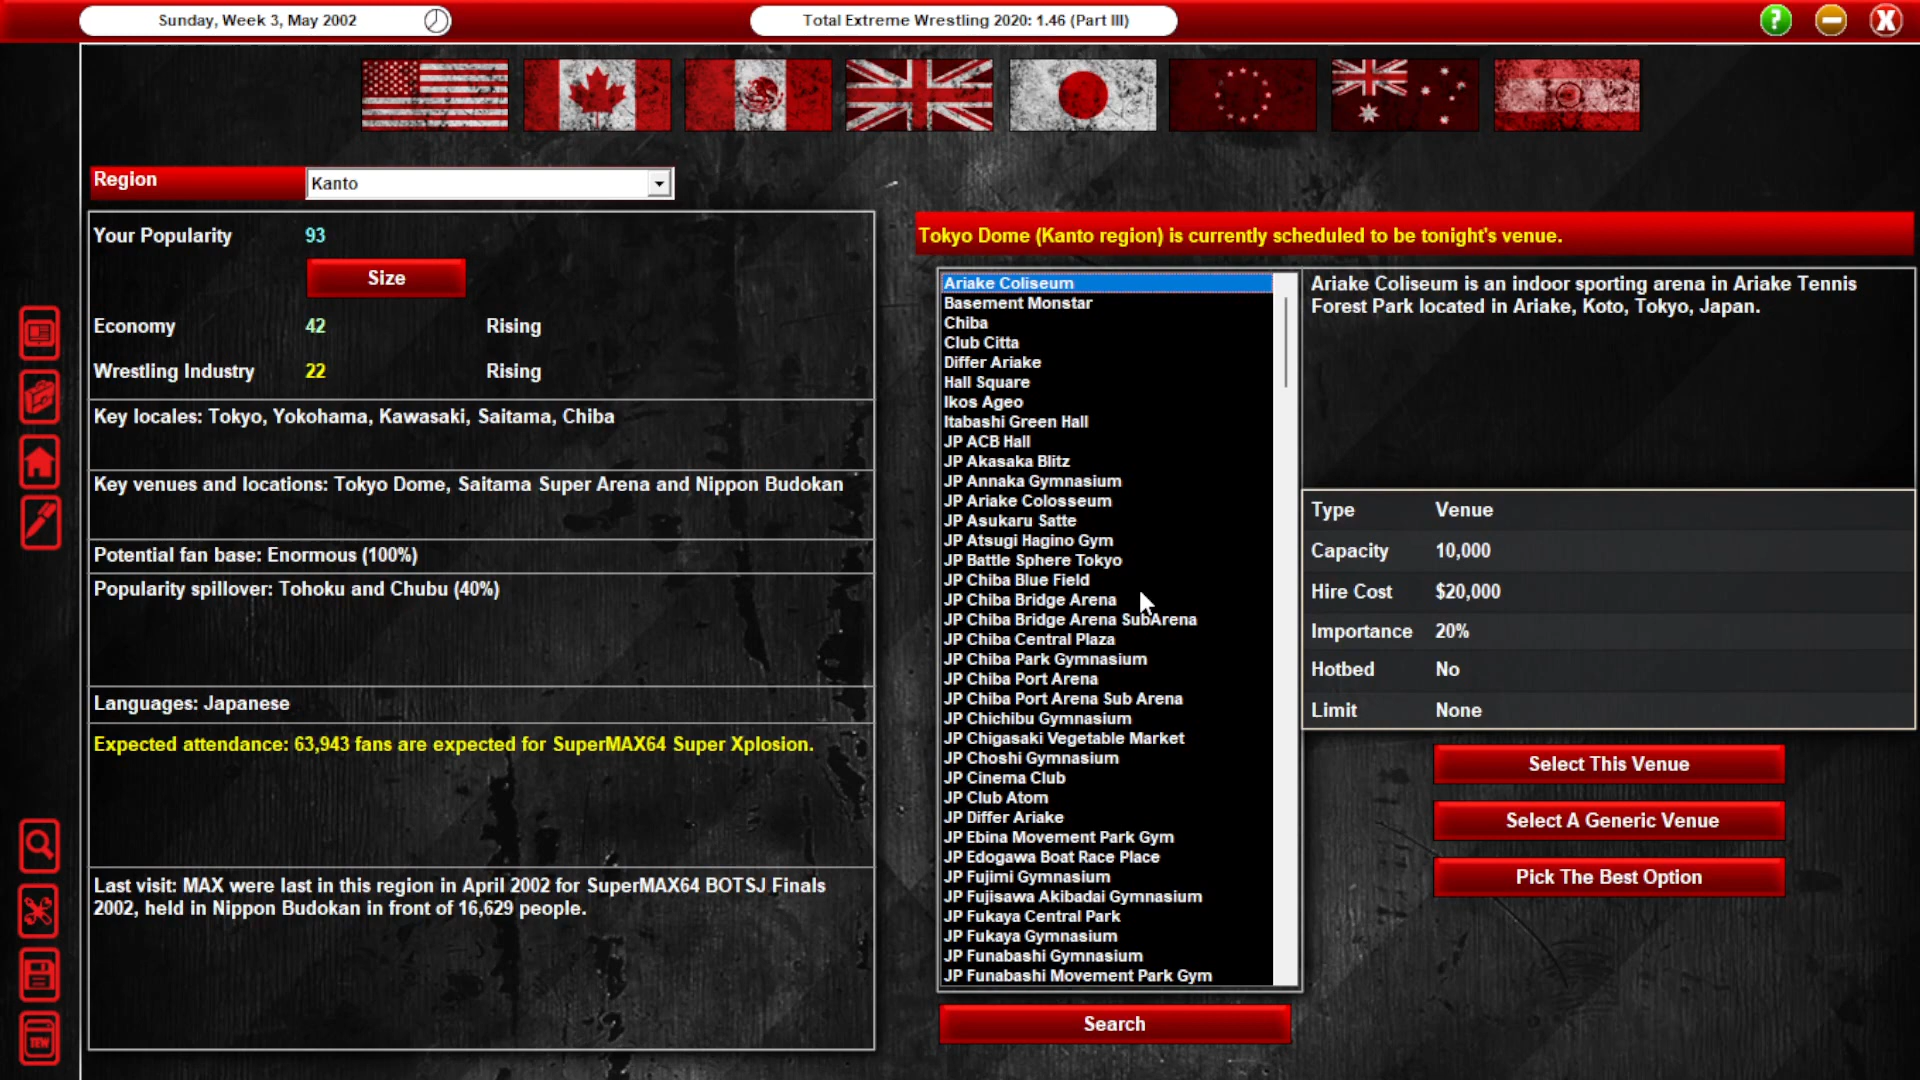 Sunday, Week 3, May 2002
Total Extreme Wrestling 2020: 1.46 (Part III)
Region
Kanto
Your Popularity 93
Size
Economy 42 Rising
Wrestling Industry 22 Rising
Key locales: Tokyo, Yokohama, Kawasaki, Saitama, Chiba
Key venues and locations: Tokyo Dome, Saitama Super Arena and Nippon Budokan
Potential fan base: Enormous (100%)
Popularity spillover: Tohoku and Chubu (40%)
Languages: Japanese
Expected attendance: 63,943 fans are expected for SuperMAX64 Super Xplosion.
Last visit: MAX were last in this region in April 2002 for SuperMAX64 BOTSJ Finals
2002, held in Nippon Budokan in front of 16,629 people.
Tokyo Dome (Kanto region) is currently scheduled to be tonight's venue.
Ariake Coliseum
Basement Monstar
Chiba
Club Citta
Differ Ariake
Hall Square
Ikos Ageo
Itabashi Green Hall
JP ACB Hall
JP Akasaka Blitz
JP Annaka Gymnasium
JP Ariake Colosseum
JP Asukaru Satte
JP Atsugi Hagino Gym
JP Battle Sphere Tokyo
JP Chiba Blue Field
JP Chiba Bridge Arena
JP Chiba Bridge Arena SubArena
JP Chiba Central Plaza
JP Chiba Park Gymnasium
JP Chiba Port Arena
JP Chiba Port Arena Sub Arena
JP Chichibu Gymnasium
JP Chigasaki Vegetable Market
JP Choshi Gymnasium
JP Cinema Club
JP Club Atom
JP Differ Ariake
JP Ebina Movement Park Gym
JP Edogawa Boat Race Place
JP Fujimi Gymnasium
JP Fujisawa Akibadai Gymnasium
JP Fukaya Central Park
JP Fukaya Gymnasium
JP Funabashi Gymnasium
JP Funabashi Movement Park Gym
Search
Ariake Coliseum is an indoor sporting arena in Ariake Tennis
Forest Park located in Ariake, Koto, Tokyo, Japan.
Type Venue
Capacity 10,000
Hire Cost $20,000
Importance 20%
Hotbed No
Limit None
Select This Venue
Select A Generic Venue
Pick The Best Option
TEW